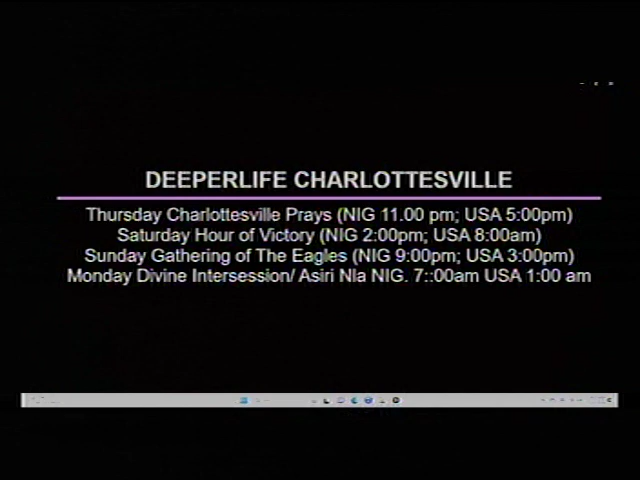 DEEPERLIFE CHARLOTTESVILLE
Thursday Charlottesville Prays (NIG 11.00 pm; USA 5:00pm)
Saturday Hour of Victory (NIG 2:00pm; USA 8:00am)
Sunday Gathering of The Eagles (NIG 9:00pm; USA 3:00pm)
Monday Divine Intersession/ Asiri Nla NIG. 7::00am USA 1:00 am